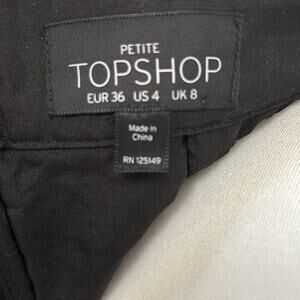 PETITE
TOPSHOP
EUR 36 US 4 UK 8
Made in
China
RN 125149